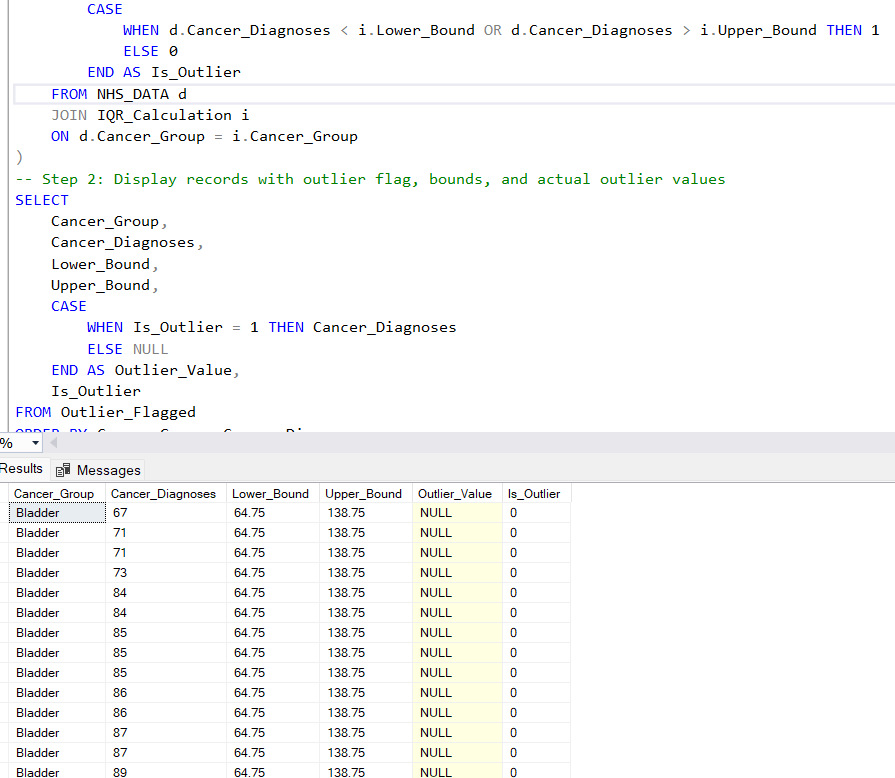 CASE
WHEN d.Cancer_Diagnoses < i.Lower_Bound OR d.Cancer_Diagnoses > i.Upper_Bound THEN 1
ELSE 0
END AS Is_Outlier
FROM NHS_DATA d
JOIN IQR_Calculation i
ON d.Cancer_Group = i.Cancer_Group
)
-- Step 2: Display records with outlier flag, bounds, and actual outlier values
SELECT
Cancer_Group,
Cancer_Diagnoses,
Lower_Bound,
Upper_Bound,
CASE
WHEN Is_Outlier = 1 THEN Cancer_Diagnoses
ELSE NULL
END AS Outlier_Value,
Is_Outlier
FROM Outlier_Flagged
%
Results Messages
Cancer_Group Cancer_Diagnoses Lower_Bound Upper_Bound Outlier_Value Is_Outlier
Bladder 67 64.75 138.75 NULL 0
Bladder 71 64.75 138.75 NULL 0
Bladder 71 64.75 138.75 NULL 0
Bladder 73 64.75 138.75 NULL 0
Bladder 84 64.75 138.75 NULL 0
Bladder 84 64.75 138.75 NULL 0
Bladder 85 64.75 138.75 NULL 0
Bladder 85 64.75 138.75 NULL 0
Bladder 85 64.75 138.75 NULL 0
Bladder 86 64.75 138.75 NULL 0
Bladder 86 64.75 138.75 NULL 0
Bladder 87 64.75 138.75 NULL 0
Bladder 87 64.75 138.75 NULL 0
Bladder 89 64.75 138.75 NULL 0